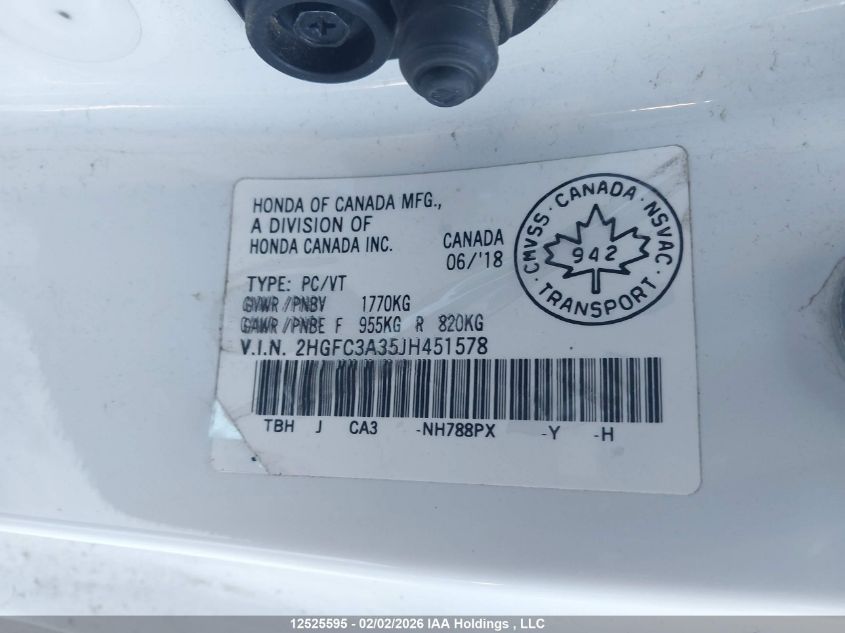 HONDA OF CANADA MFG.,
A DIVISION OF
HONDA CANADA INC.
CANADA
06/'18
TYPE: PC/VT
GVWR /PNBV 1770KG
GAWR /PNBE F 955KG R 820KG
V.I.N. 2HGFC3A35JH451578
TBH J CA3 -NH788PX -Y -H
CMVSS · CANADA · NSVAC ·
942
TRANSPORT
12525595 - 02/02/2026 IAA Holdings , LLC